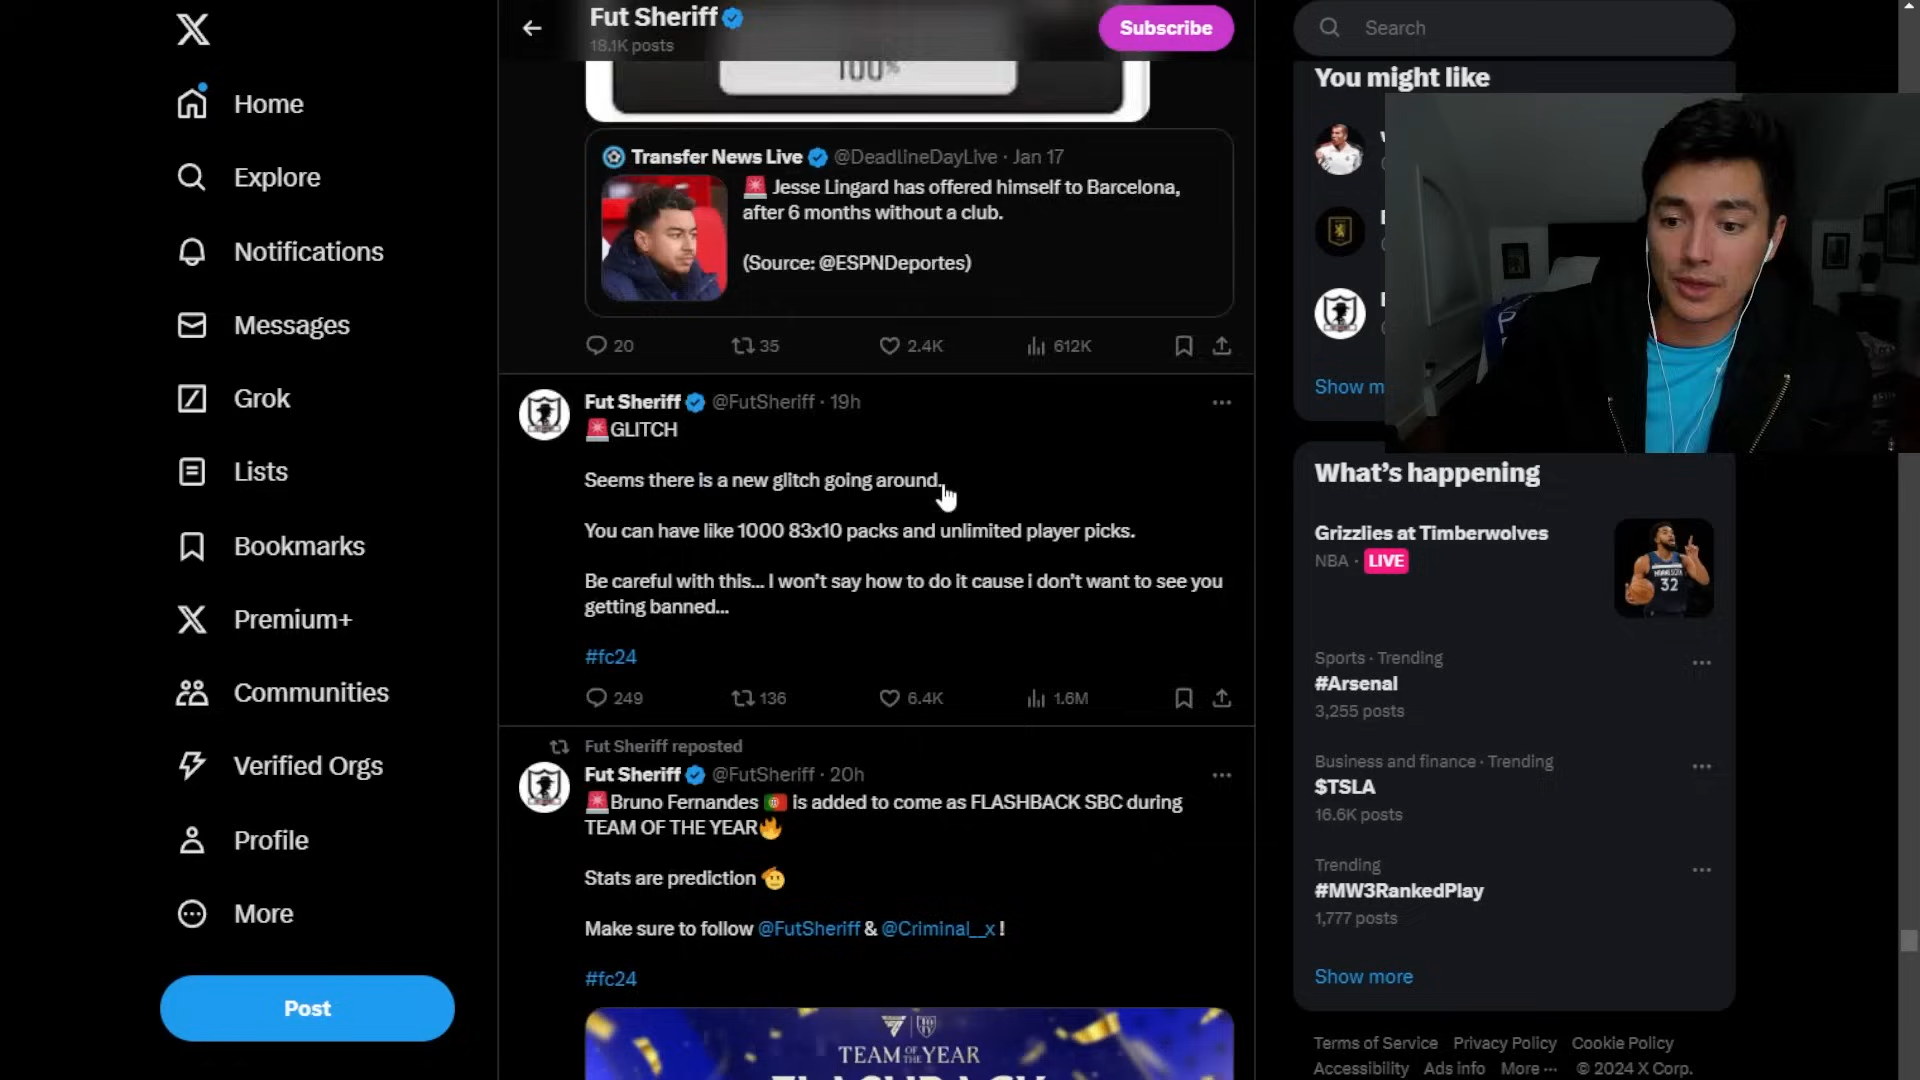 Home
Explore
Notifications
Messages
Grok
Lists
Bookmarks
Premium+
Communities
Verified Orgs
Profile
More
Post
Fut Sheriff
18.1K posts
Subscribe
100%
Transfer News Live @DeadlineDayLive · Jan 17
🚨 Jesse Lingard has offered himself to Barcelona,
after 6 months without a club.
(Source: @ESPNDeportes)
20 35 2.4K 612K
Fut Sheriff @FutSheriff · 19h
🚨GLITCH
Seems there is a new glitch going around.
You can have like 1000 83x10 packs and unlimited player picks.
Be careful with this... I won't say how to do it cause i don't want to see you
getting banned...
#fc24
249 136 6.4K 1.6M
Fut Sheriff reposted
Fut Sheriff @FutSheriff · 20h
🚨Bruno Fernandes 🇵🇹 is added to come as FLASHBACK SBC during
TEAM OF THE YEAR🔥
Stats are prediction 🫡
Make sure to follow @FutSheriff & @Criminal__x !
#fc24
TEAM OF THE YEAR
FLASHBACK
Search
You might like
Show m
What's happening
Grizzlies at Timberwolves
NBA · LIVE
32
Sports · Trending
#Arsenal
3,255 posts
Business and finance · Trending
$TSLA
16.6K posts
Trending
#MW3RankedPlay
1,777 posts
Show more
Terms of Service Privacy Policy Cookie Policy
Accessibility Ads info More ··· © 2024 X Corp.